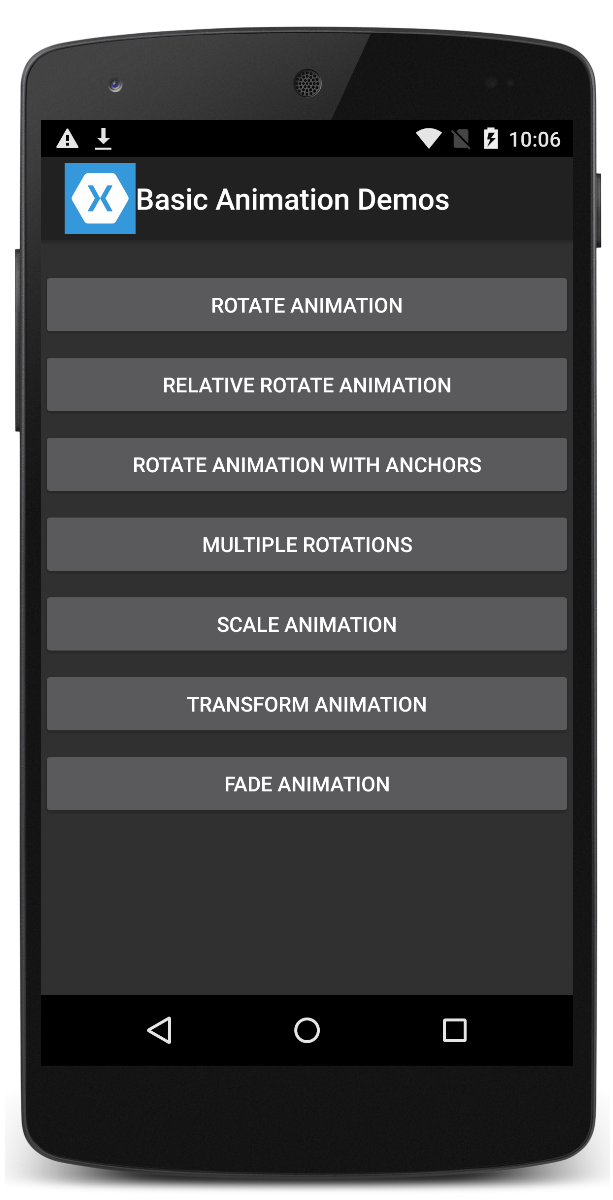 10:06
Basic Animation Demos
ROTATE ANIMATION
RELATIVE ROTATE ANIMATION
ROTATE ANIMATION WITH ANCHORS
MULTIPLE ROTATIONS
SCALE ANIMATION
TRANSFORM ANIMATION
FADE ANIMATION